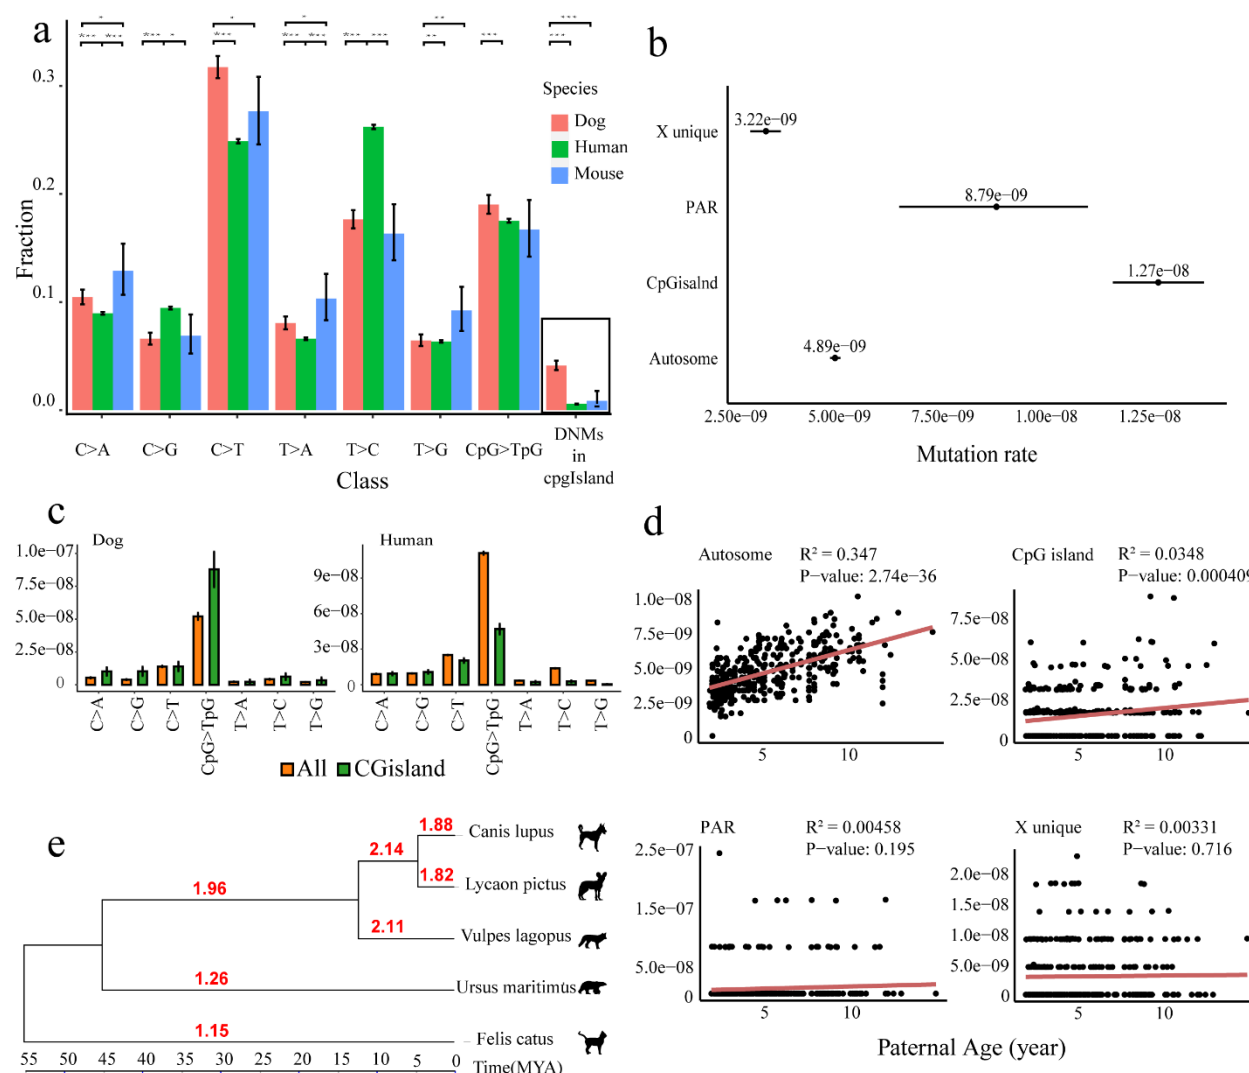 a
* * * * ** ***
*** *** *** * *** *** *** *** *** ** *** ***
0.3
0.2
0.1
0.0
Fraction
Species
Dog
Human
Mouse
C>A C>G C>T T>A T>C T>G CpG>TpG DNMs
in
cpgIsland
Class
b
X unique
PAR
CpGisalnd
Autosome
3.22e−09
8.79e−09
1.27e−08
4.89e−09
2.50e−09 5.00e−09 7.50e−09 1.00e−08 1.25e−08
Mutation rate
c
Dog
1.0e−07
7.5e−08
5.0e−08
2.5e−08
0
C>A C>G C>T CpG>TpG T>A T>C T>G
Human
9e−08
6e−08
3e−08
0
C>A C>G C>T CpG>TpG T>A T>C T>G
All CGisland
d
Autosome
R² = 0.347
P−value: 2.74e−36
1.0e−08
7.5e−09
5.0e−09
2.5e−09
0
5 10
CpG island
R² = 0.0348
P−value: 0.000409
7.5e−08
5.0e−08
2.5e−08
0
5 10
PAR
R² = 0.00458
P−value: 0.195
2.5e−07
1.5e−07
5.0e−08
0
5 10
X unique
R² = 0.00331
P−value: 0.716
2.0e−08
1.5e−08
1.0e−08
5.0e−09
0
5 10
Paternal Age (year)
e
1.88
2.14
1.82
1.96
2.11
1.26
1.15
Canis lupus
Lycaon pictus
Vulpes lagopus
Ursus maritimus
Felis catus
55 50 45 40 35 30 25 20 15 10 5 0
Time(MYA)